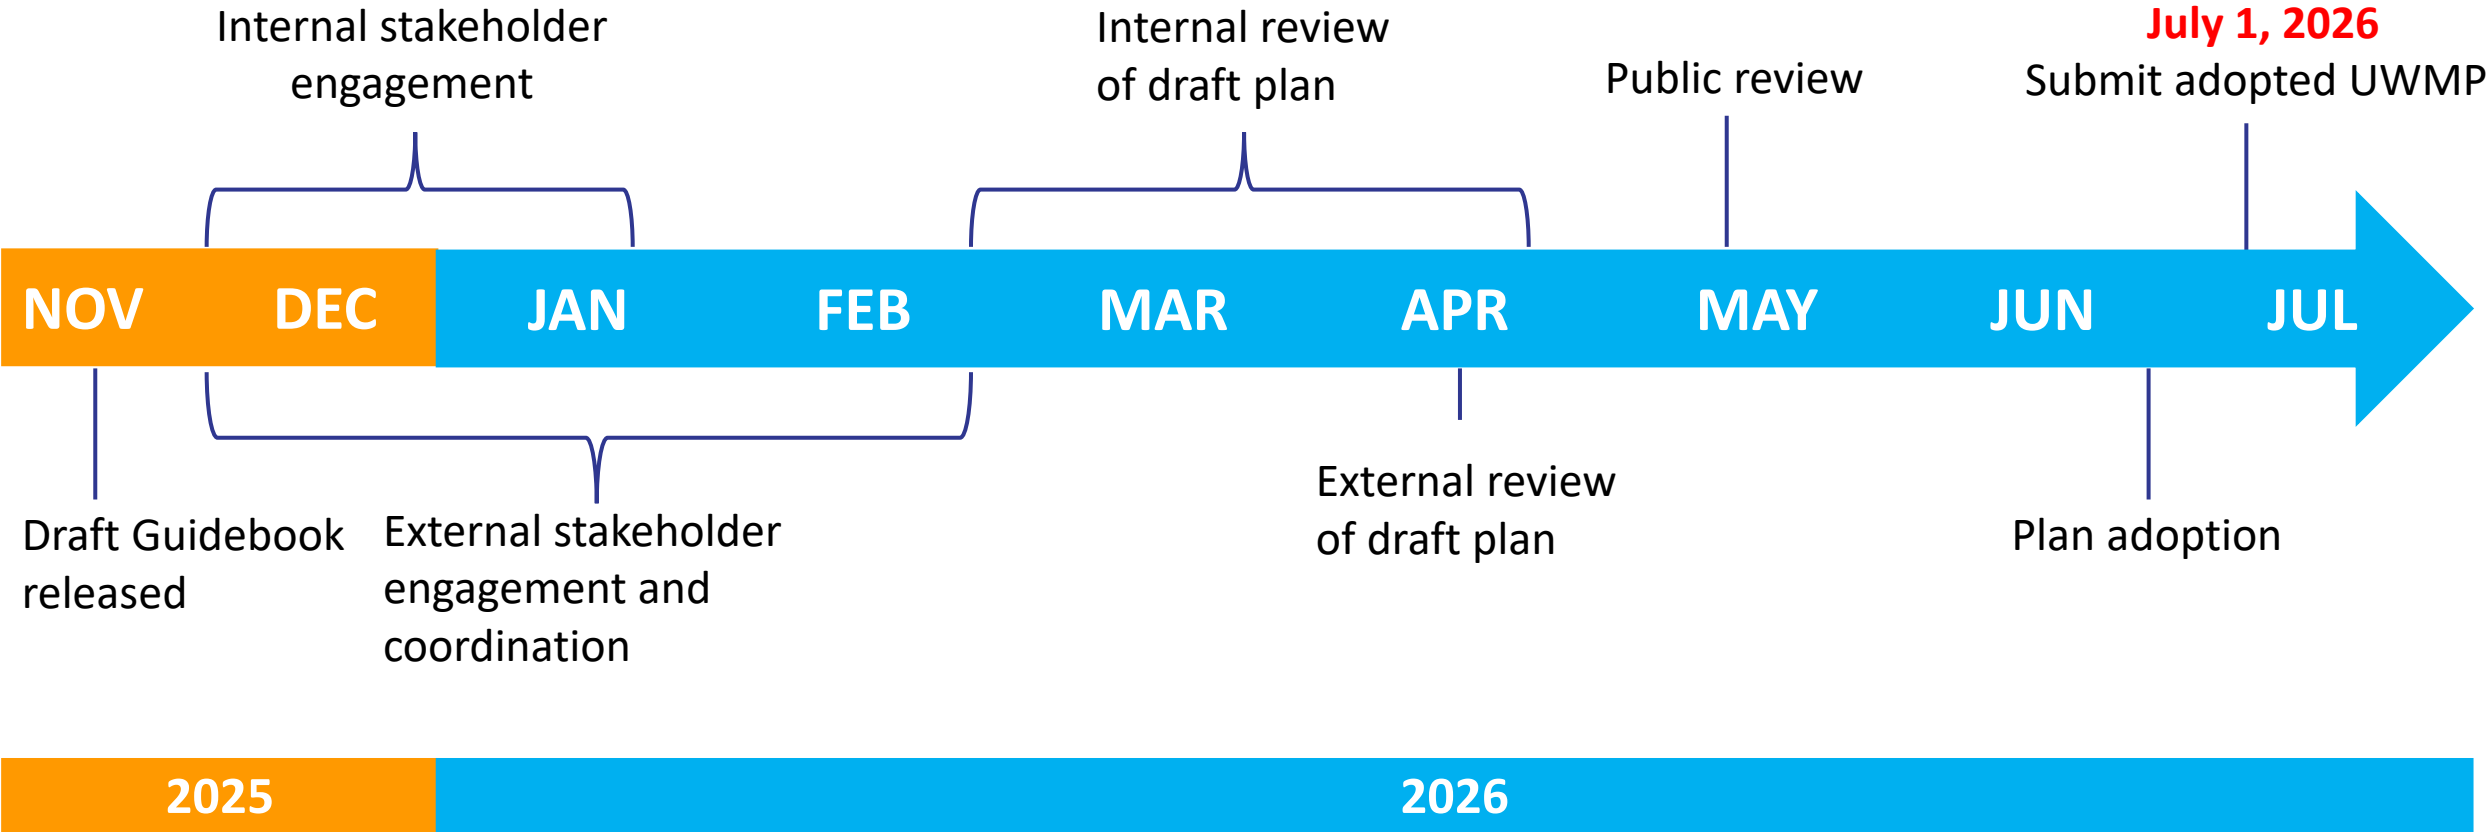 Internal stakeholder
engagement
Internal review
of draft plan
Public review
July 1, 2026
Submit adopted UWMP
NOV
DEC
JAN
FEB
MAR
APR
MAY
JUN
JUL
Draft Guidebook
released
External stakeholder
engagement and
coordination
External review
of draft plan
Plan adoption
2025
2026